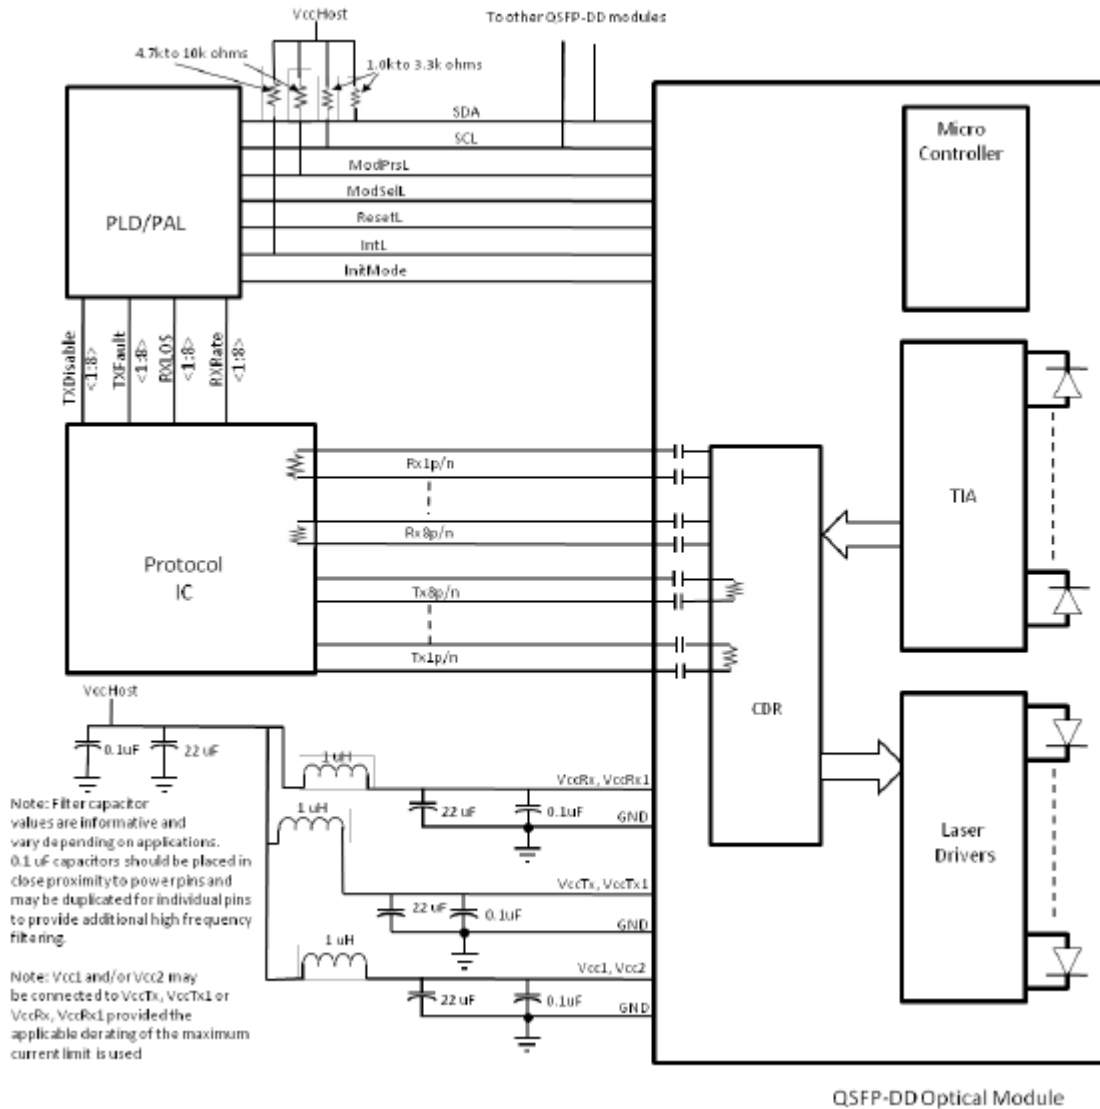 VccHost
To other QSFP-DD modules
4.7k to 10k ohms
1.0k to 3.3k ohms
SDA
SCL
ModPrsL
ModSelL
ResetL
IntL
InitMode
PLD/PAL
Micro
Controller
TXDisable
<1:8>
TXFault
<1:8>
RXLOS
<1:8>
RXRate
<1:8>
Rx1p/n
Rx8p/n
Tx8p/n
Tx1p/n
Protocol
IC
TIA
CDR
Laser
Drivers
VccHost
0.1uF
22 uF
1 uH
VccRx, VccRx1
22 uF
0.1uF
GND
1 uH
VccTx, VccTx1
22 uF
0.1uF
GND
1 uH
Vcc1, Vcc2
22 uF
0.1uF
GND
Note: Filter capacitor
values are informative and
vary depending on applications.
0.1 uF capacitors should be placed in
close proximity to power pins and
may be duplicated for individual pins
to provide additional high frequency
filtering.
Note: Vcc1 and/or Vcc2 may
be connected to VccTx, VccTx1 or
VccRx, VccRx1 provided the
applicable derating of the maximum
current limit is used
QSFP-DD Optical Module